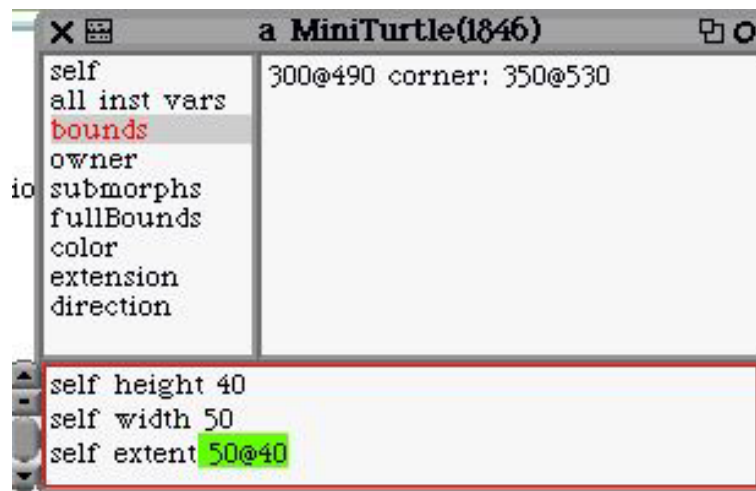 a MiniTurtle(1846)
self
all inst vars
bounds
owner
submorphs
fullBounds
color
extension
direction
300@490 corner: 350@530
io
self height 40
self width 50
self extent 50@40